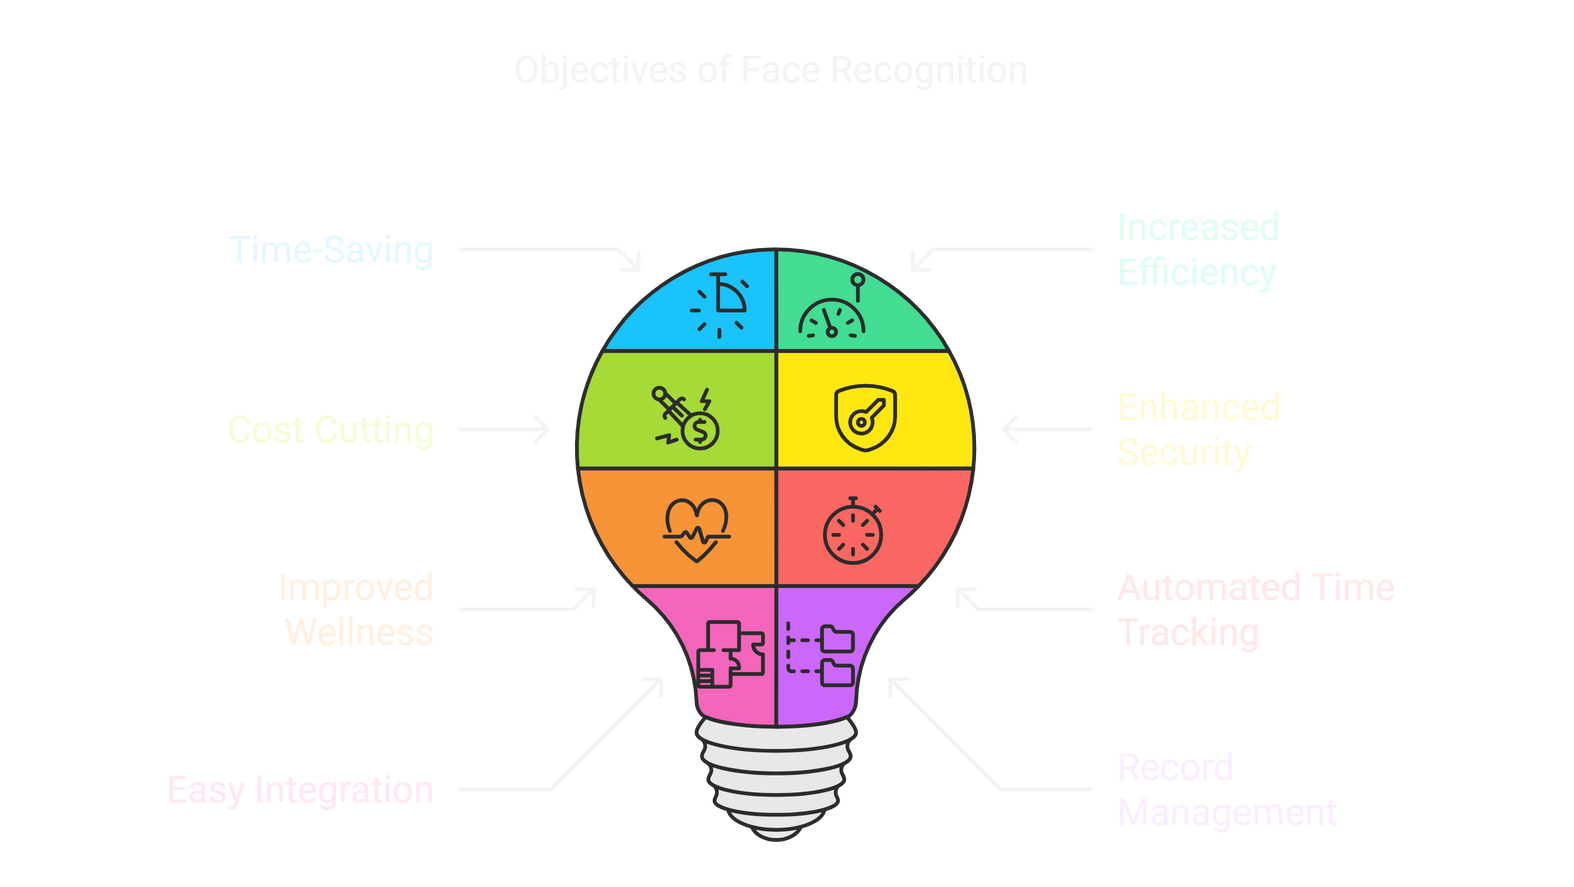 Objectives of Face Recognition
Time-Saving
Increased
Efficiency
Cost Cutting
Enhanced
Security
Improved
Wellness
Automated Time
Tracking
Easy Integration
Record
Management
$